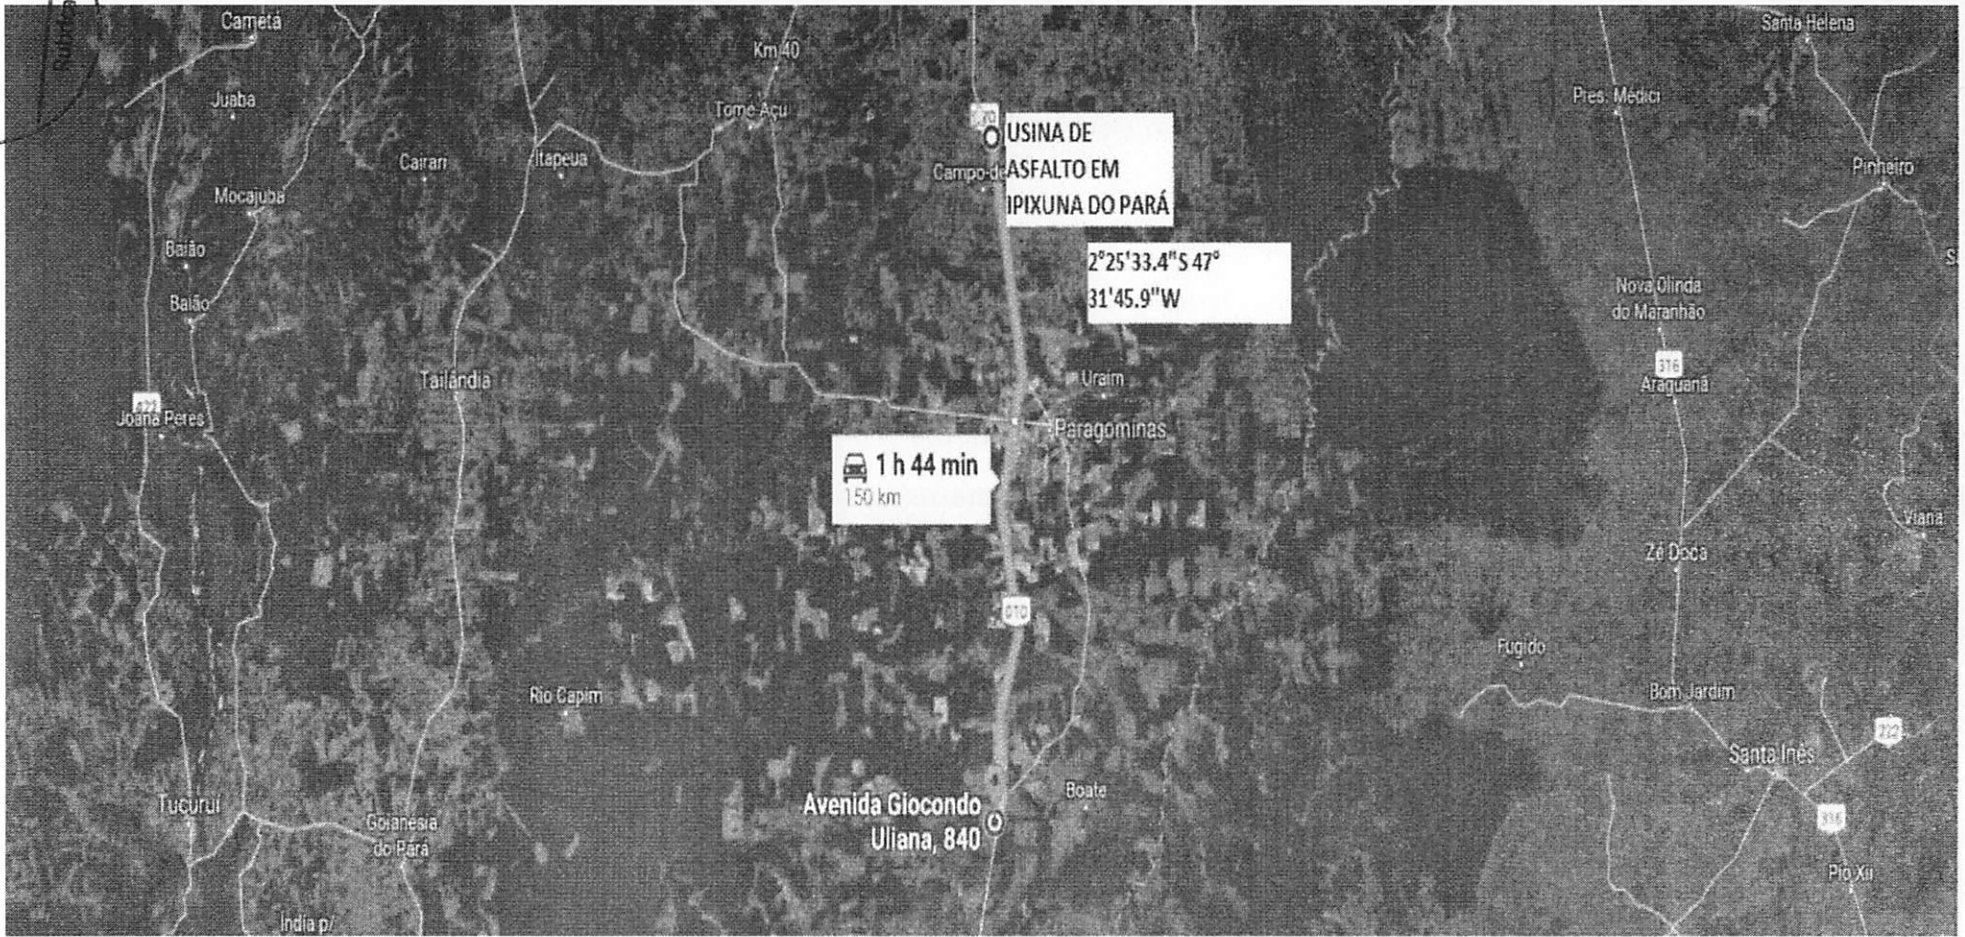 Cametá
Santa Helena
Km 40
Juaba
Tomé-Açu
Pres. Médici
USINA DE
ASFALTO EM
IPIXUNA DO PARÁ
Cairari
Itapeua
Campo de
Pinheiro
Mocajuba
Baião
2°25'33.4"S 47°
31'45.9"W
Nova Olinda
do Maranhão
Baião
316
Araguanã
Tailândia
Uraim
Joana Peres
Paragominas
1 h 44 min
150 km
Viana
Zé Doca
010
Fugido
Rio Capim
Bom Jardim
222
Santa Inês
Tucuruí
Avenida Giocondo
Uliana, 840
Boate
Goianésia
do Pará
316
Pio XII
Índia p/